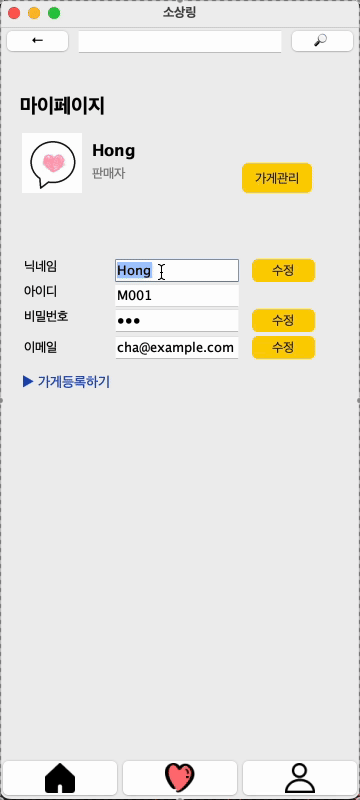 소상링
←
마이페이지
Hong
판매자
가게관리
닉네임 Hong 수정
아이디 M001
비밀번호 ●●● 수정
이메일 cha@example.com 수정
▶ 가게등록하기